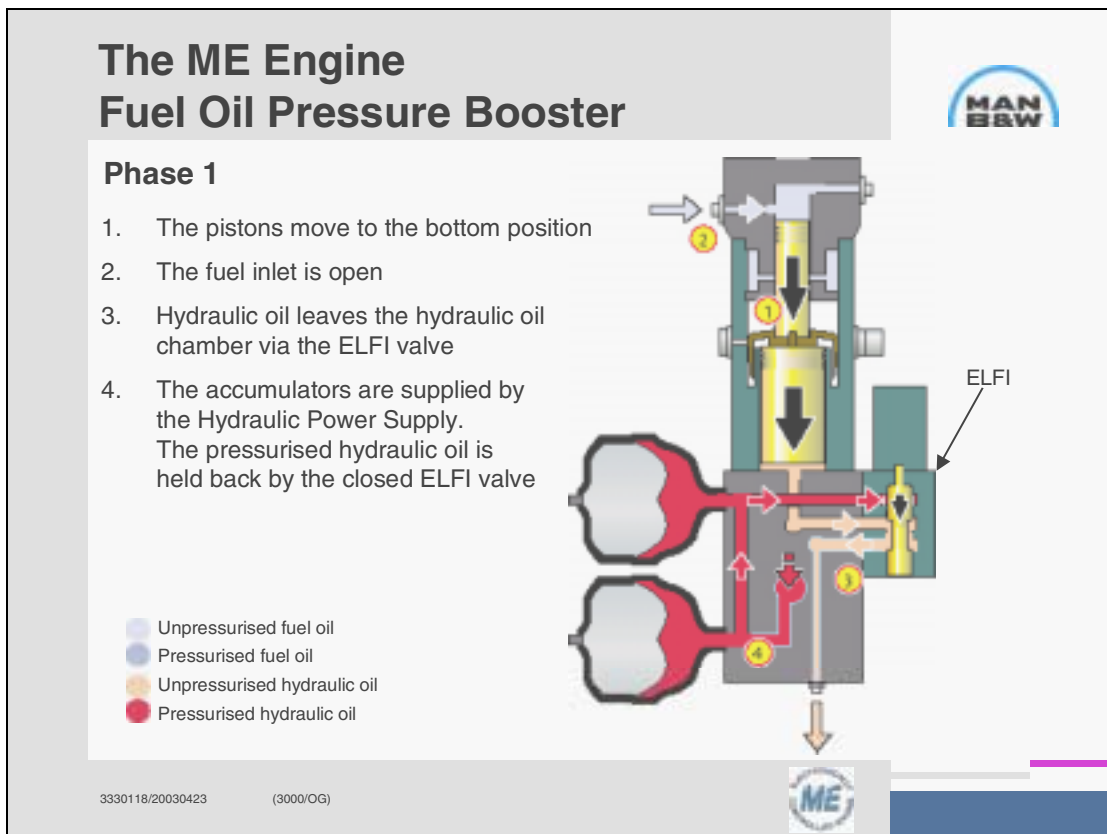 The ME Engine
Fuel Oil Pressure Booster
MAN
B&W
Phase 1
1. The pistons move to the bottom position
2. The fuel inlet is open
3. Hydraulic oil leaves the hydraulic oil
chamber via the ELFI valve
4. The accumulators are supplied by
the Hydraulic Power Supply.
The pressurised hydraulic oil is
held back by the closed ELFI valve
2
1
ELFI
3
4
Unpressurised fuel oil
Pressurised fuel oil
Unpressurised hydraulic oil
Pressurised hydraulic oil
3330118/20030423 (3000/OG)
ME